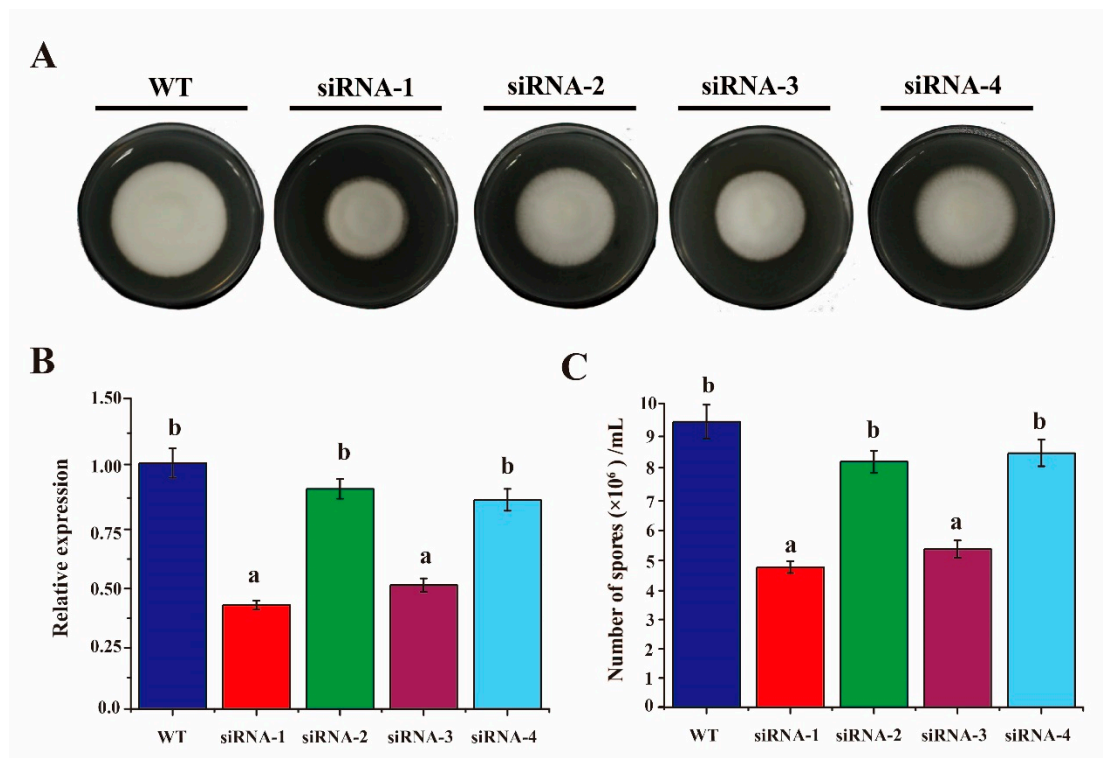 A
WT siRNA-1 siRNA-2 siRNA-3 siRNA-4
B
Relative expression
1.50
1.00
0.75
0.50
0.25
0.0
b a b a b
WT siRNA-1 siRNA-2 siRNA-3 siRNA-4
C
Number of spores (×10⁶) /mL
10
9
8
7
6
5
4
3
2
1
0
b a b a b
WT siRNA-1 siRNA-2 siRNA-3 siRNA-4